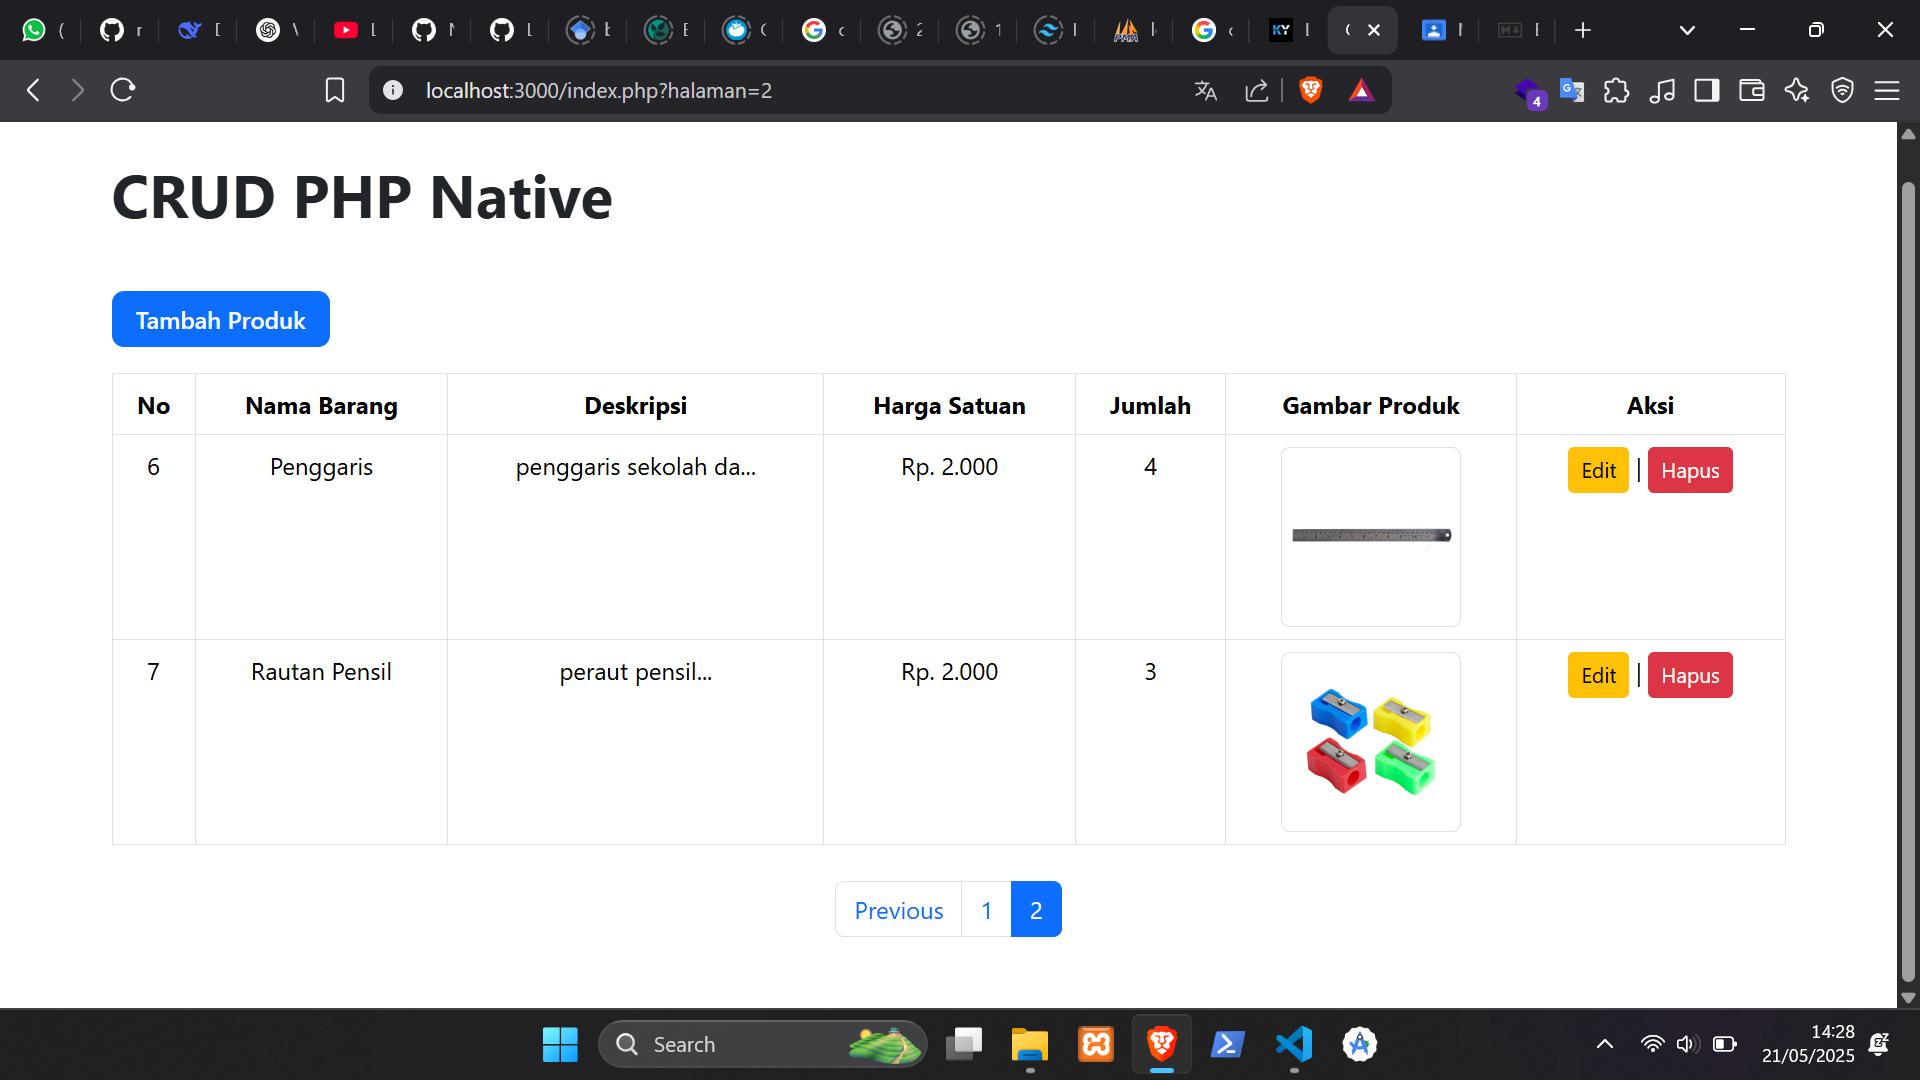 localhost:3000/index.php?halaman=2
4
CRUD PHP Native
Tambah Produk
No Nama Barang Deskripsi Harga Satuan Jumlah Gambar Produk Aksi
6 Penggaris penggaris sekolah da... Rp. 2.000 4 Edit | Hapus
7 Rautan Pensil peraut pensil... Rp. 2.000 3 Edit | Hapus
Previous 1 2
Search
14:28
21/05/2025